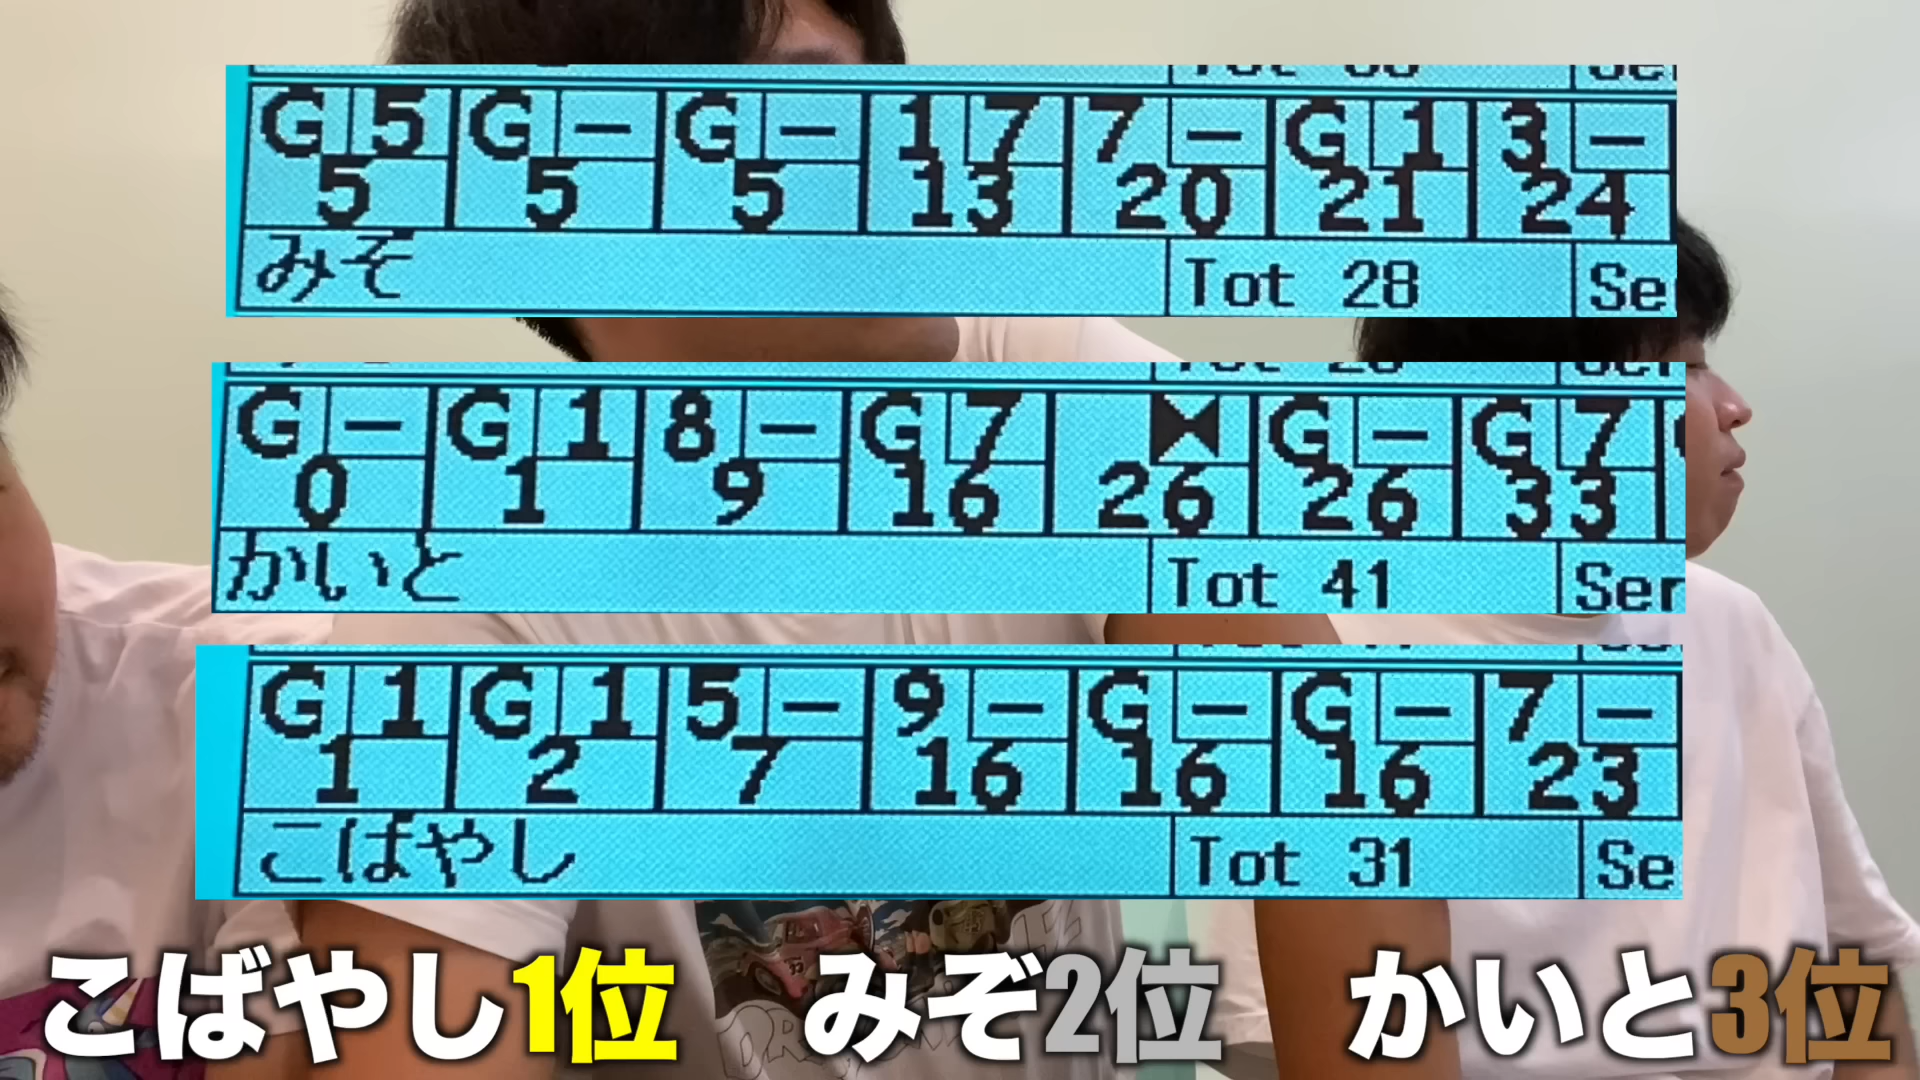 G 5 G - G - 1 7 7 - G 1 3 -
5 5 5 13 20 21 24
みぞ Tot 28 Se
G - G 1 8 - G 7 G - G 7
0 1 9 16 26 26 33
かいと Tot 41 Ser
G 1 G 1 5 - 9 - G - G - 7 -
1 2 7 16 16 16 23
こばやし Tot 31 Se
こばやし1位 みぞ2位 かいと3位